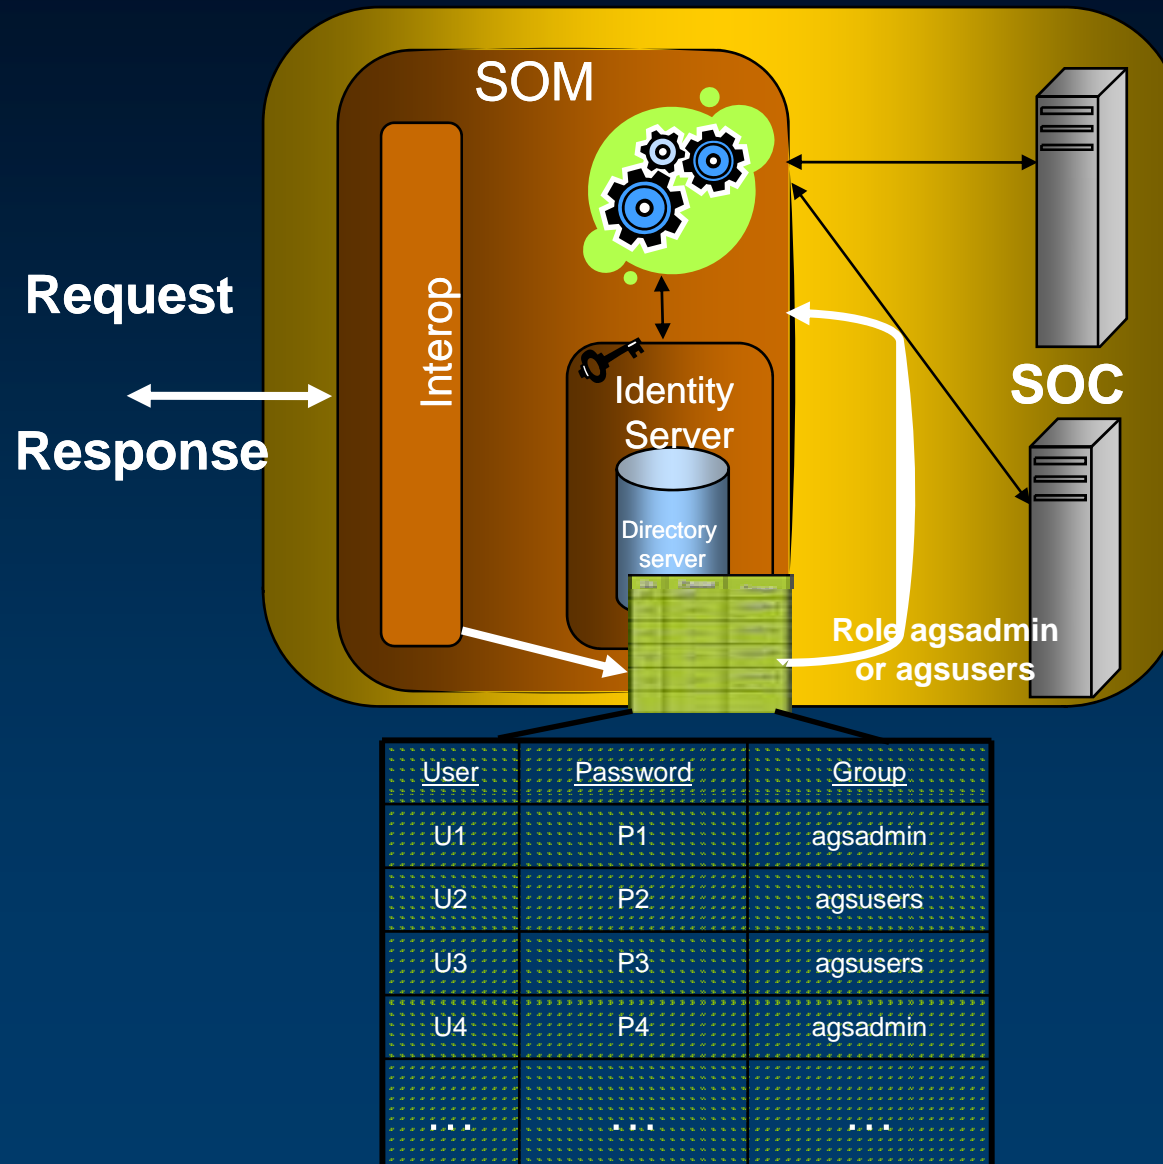 SOM
Request
Response
Interop
Identity
Server
Directory
server
SOC
Role agsadmin
or agsusers
User Password Group
U1 P1 agsadmin
U2 P2 agsusers
U3 P3 agsusers
U4 P4 agsadmin
... ... ...